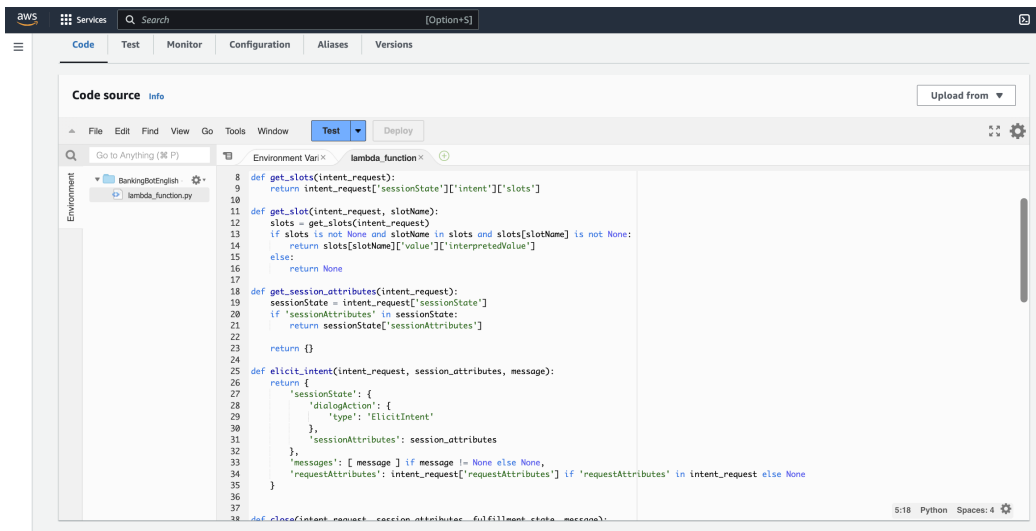 aws Services Search [Option+S]
Code Test Monitor Configuration Aliases Versions
Code source Info Upload from ▼
File Edit Find View Go Tools Window Test Deploy
Go to Anything (⌘ P) Environment Vari × lambda_function ×
Environment
BankingBotEnglish
lambda_function.py
8 def get_slots(intent_request):
9     return intent_request['sessionState']['intent']['slots']
10
11 def get_slot(intent_request, slotName):
12     slots = get_slots(intent_request)
13     if slots is not None and slotName in slots and slots[slotName] is not None:
14         return slots[slotName]['value']['interpretedValue']
15     else:
16         return None
17
18 def get_session_attributes(intent_request):
19     sessionState = intent_request['sessionState']
20     if 'sessionAttributes' in sessionState:
21         return sessionState['sessionAttributes']
22
23     return {}
24
25 def elicit_intent(intent_request, session_attributes, message):
26     return {
27         'sessionState': {
28             'dialogAction': {
29                 'type': 'ElicitIntent'
30             },
31             'sessionAttributes': session_attributes
32         },
33         'messages': [ message ] if message != None else None,
34         'requestAttributes': intent_request['requestAttributes'] if 'requestAttributes' in intent_request else None
35     }
36
37
38 def close(intent_request, session_attributes, fulfillment_state, message):
5:18 Python Spaces: 4